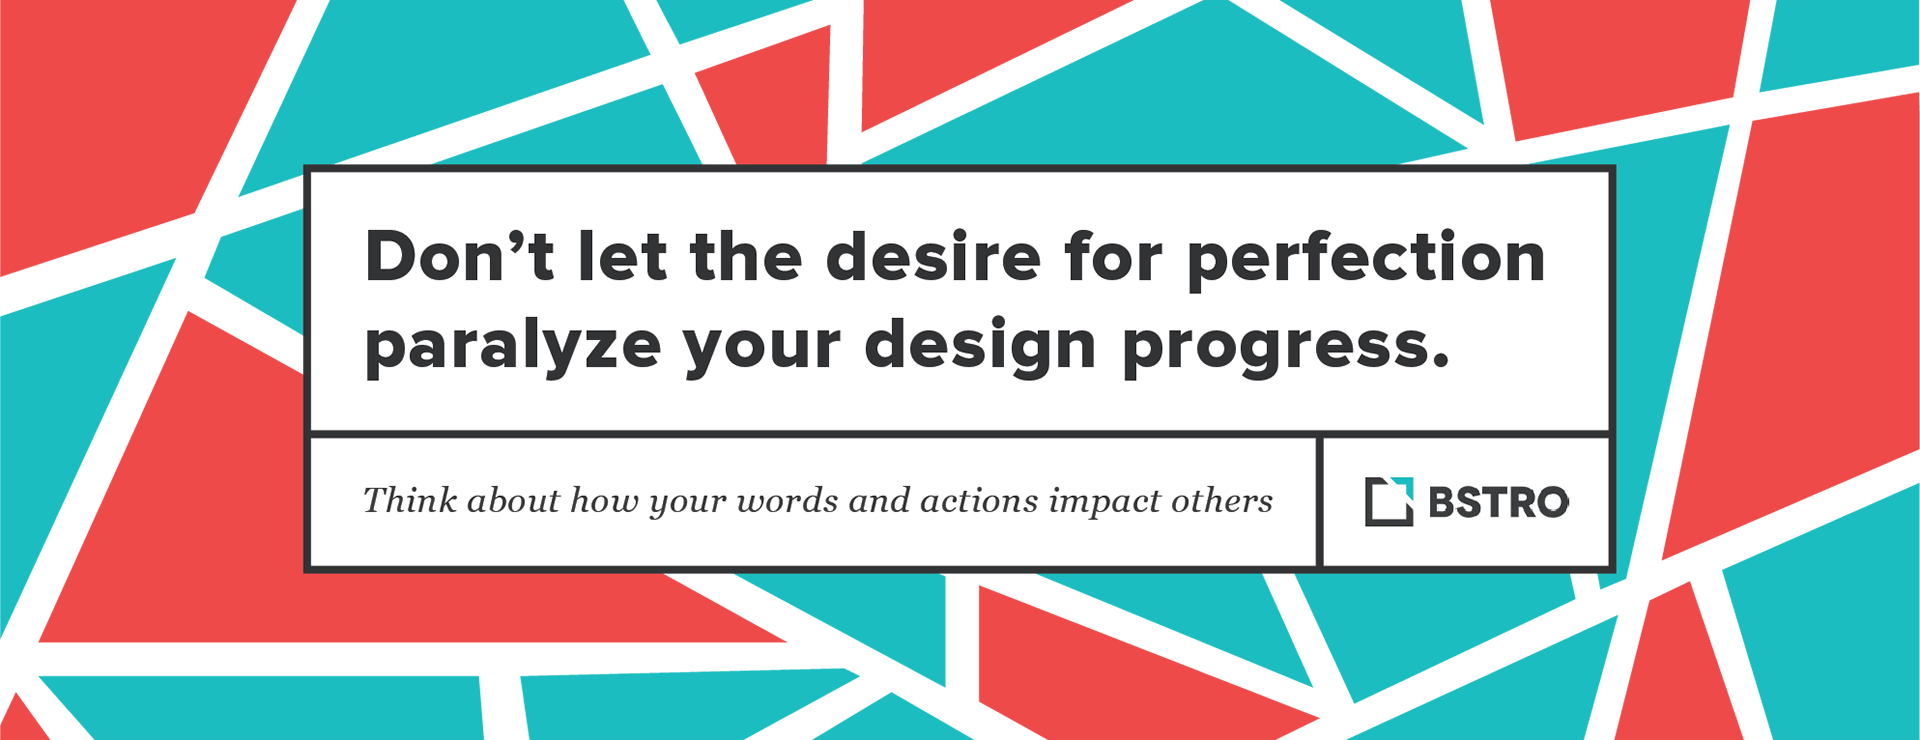 Don’t let the desire for perfection
paralyze your design progress.
Think about how your words and actions impact others
BSTRO